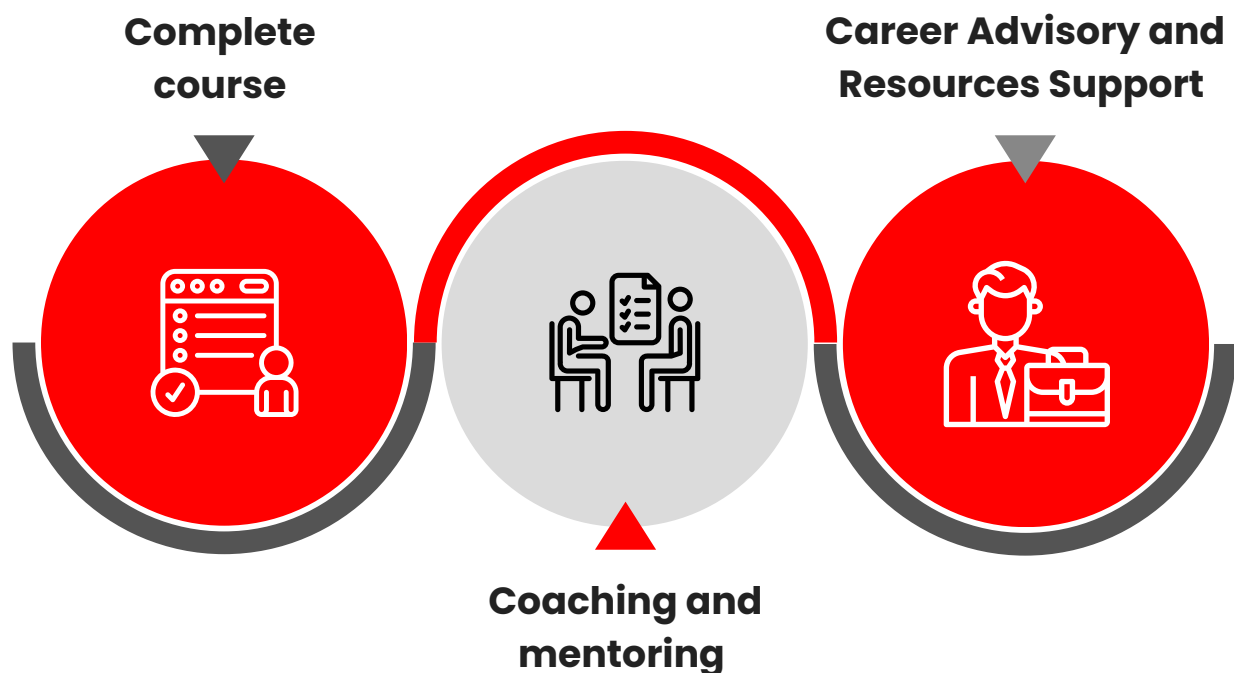 Complete
course
Career Advisory and
Resources Support
Coaching and
mentoring